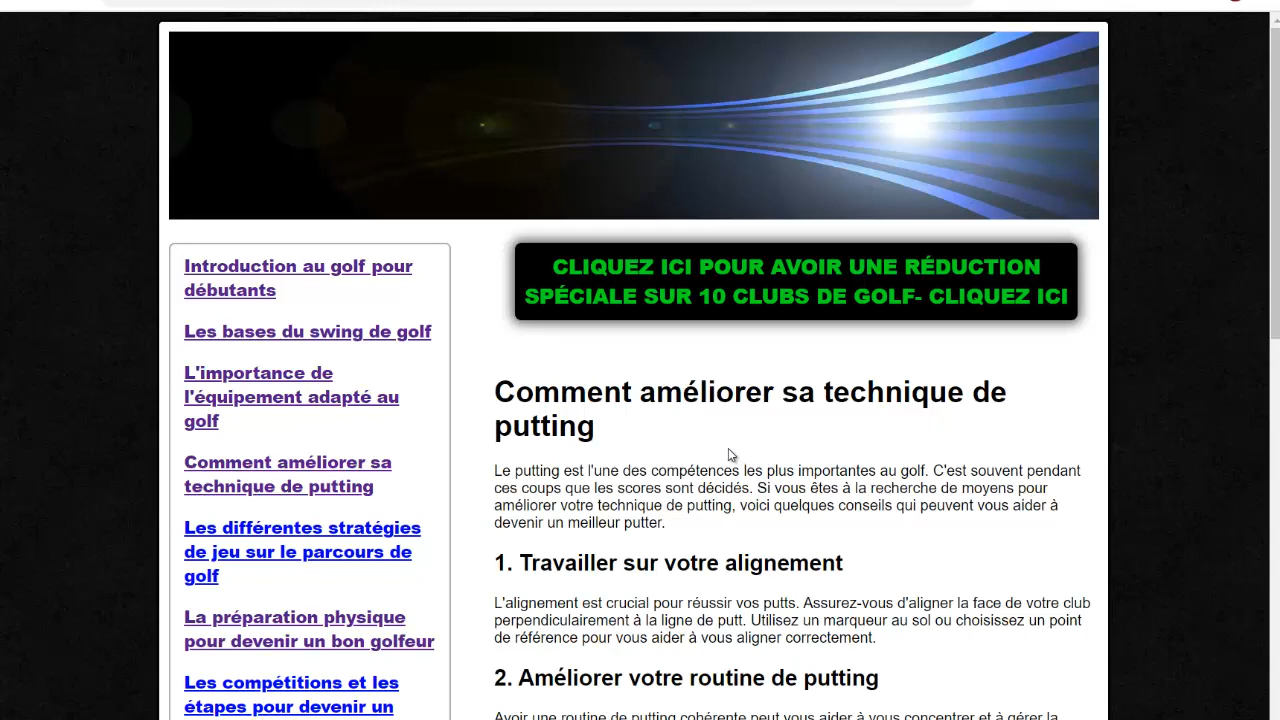 Introduction au golf pour
débutants
Les bases du swing de golf
L'importance de
l'équipement adapté au
golf
Comment améliorer sa
technique de putting
Les différentes stratégies
de jeu sur le parcours de
golf
La préparation physique
pour devenir un bon golfeur
Les compétitions et les
étapes pour devenir un
CLIQUEZ ICI POUR AVOIR UNE RÉDUCTION
SPÉCIALE SUR 10 CLUBS DE GOLF- CLIQUEZ ICI
Comment améliorer sa technique de
putting
Le putting est l'une des compétences les plus importantes au golf. C'est souvent pendant
ces coups que les scores sont décidés. Si vous êtes à la recherche de moyens pour
améliorer votre technique de putting, voici quelques conseils qui peuvent vous aider à
devenir un meilleur putter.
1. Travailler sur votre alignement
L'alignement est crucial pour réussir vos putts. Assurez-vous d'aligner la face de votre club
perpendiculairement à la ligne de putt. Utilisez un marqueur au sol ou choisissez un point
de référence pour vous aider à vous aligner correctement.
2. Améliorer votre routine de putting
Avoir une routine de putting cohérente peut vous aider à vous concentrer et à gérer la